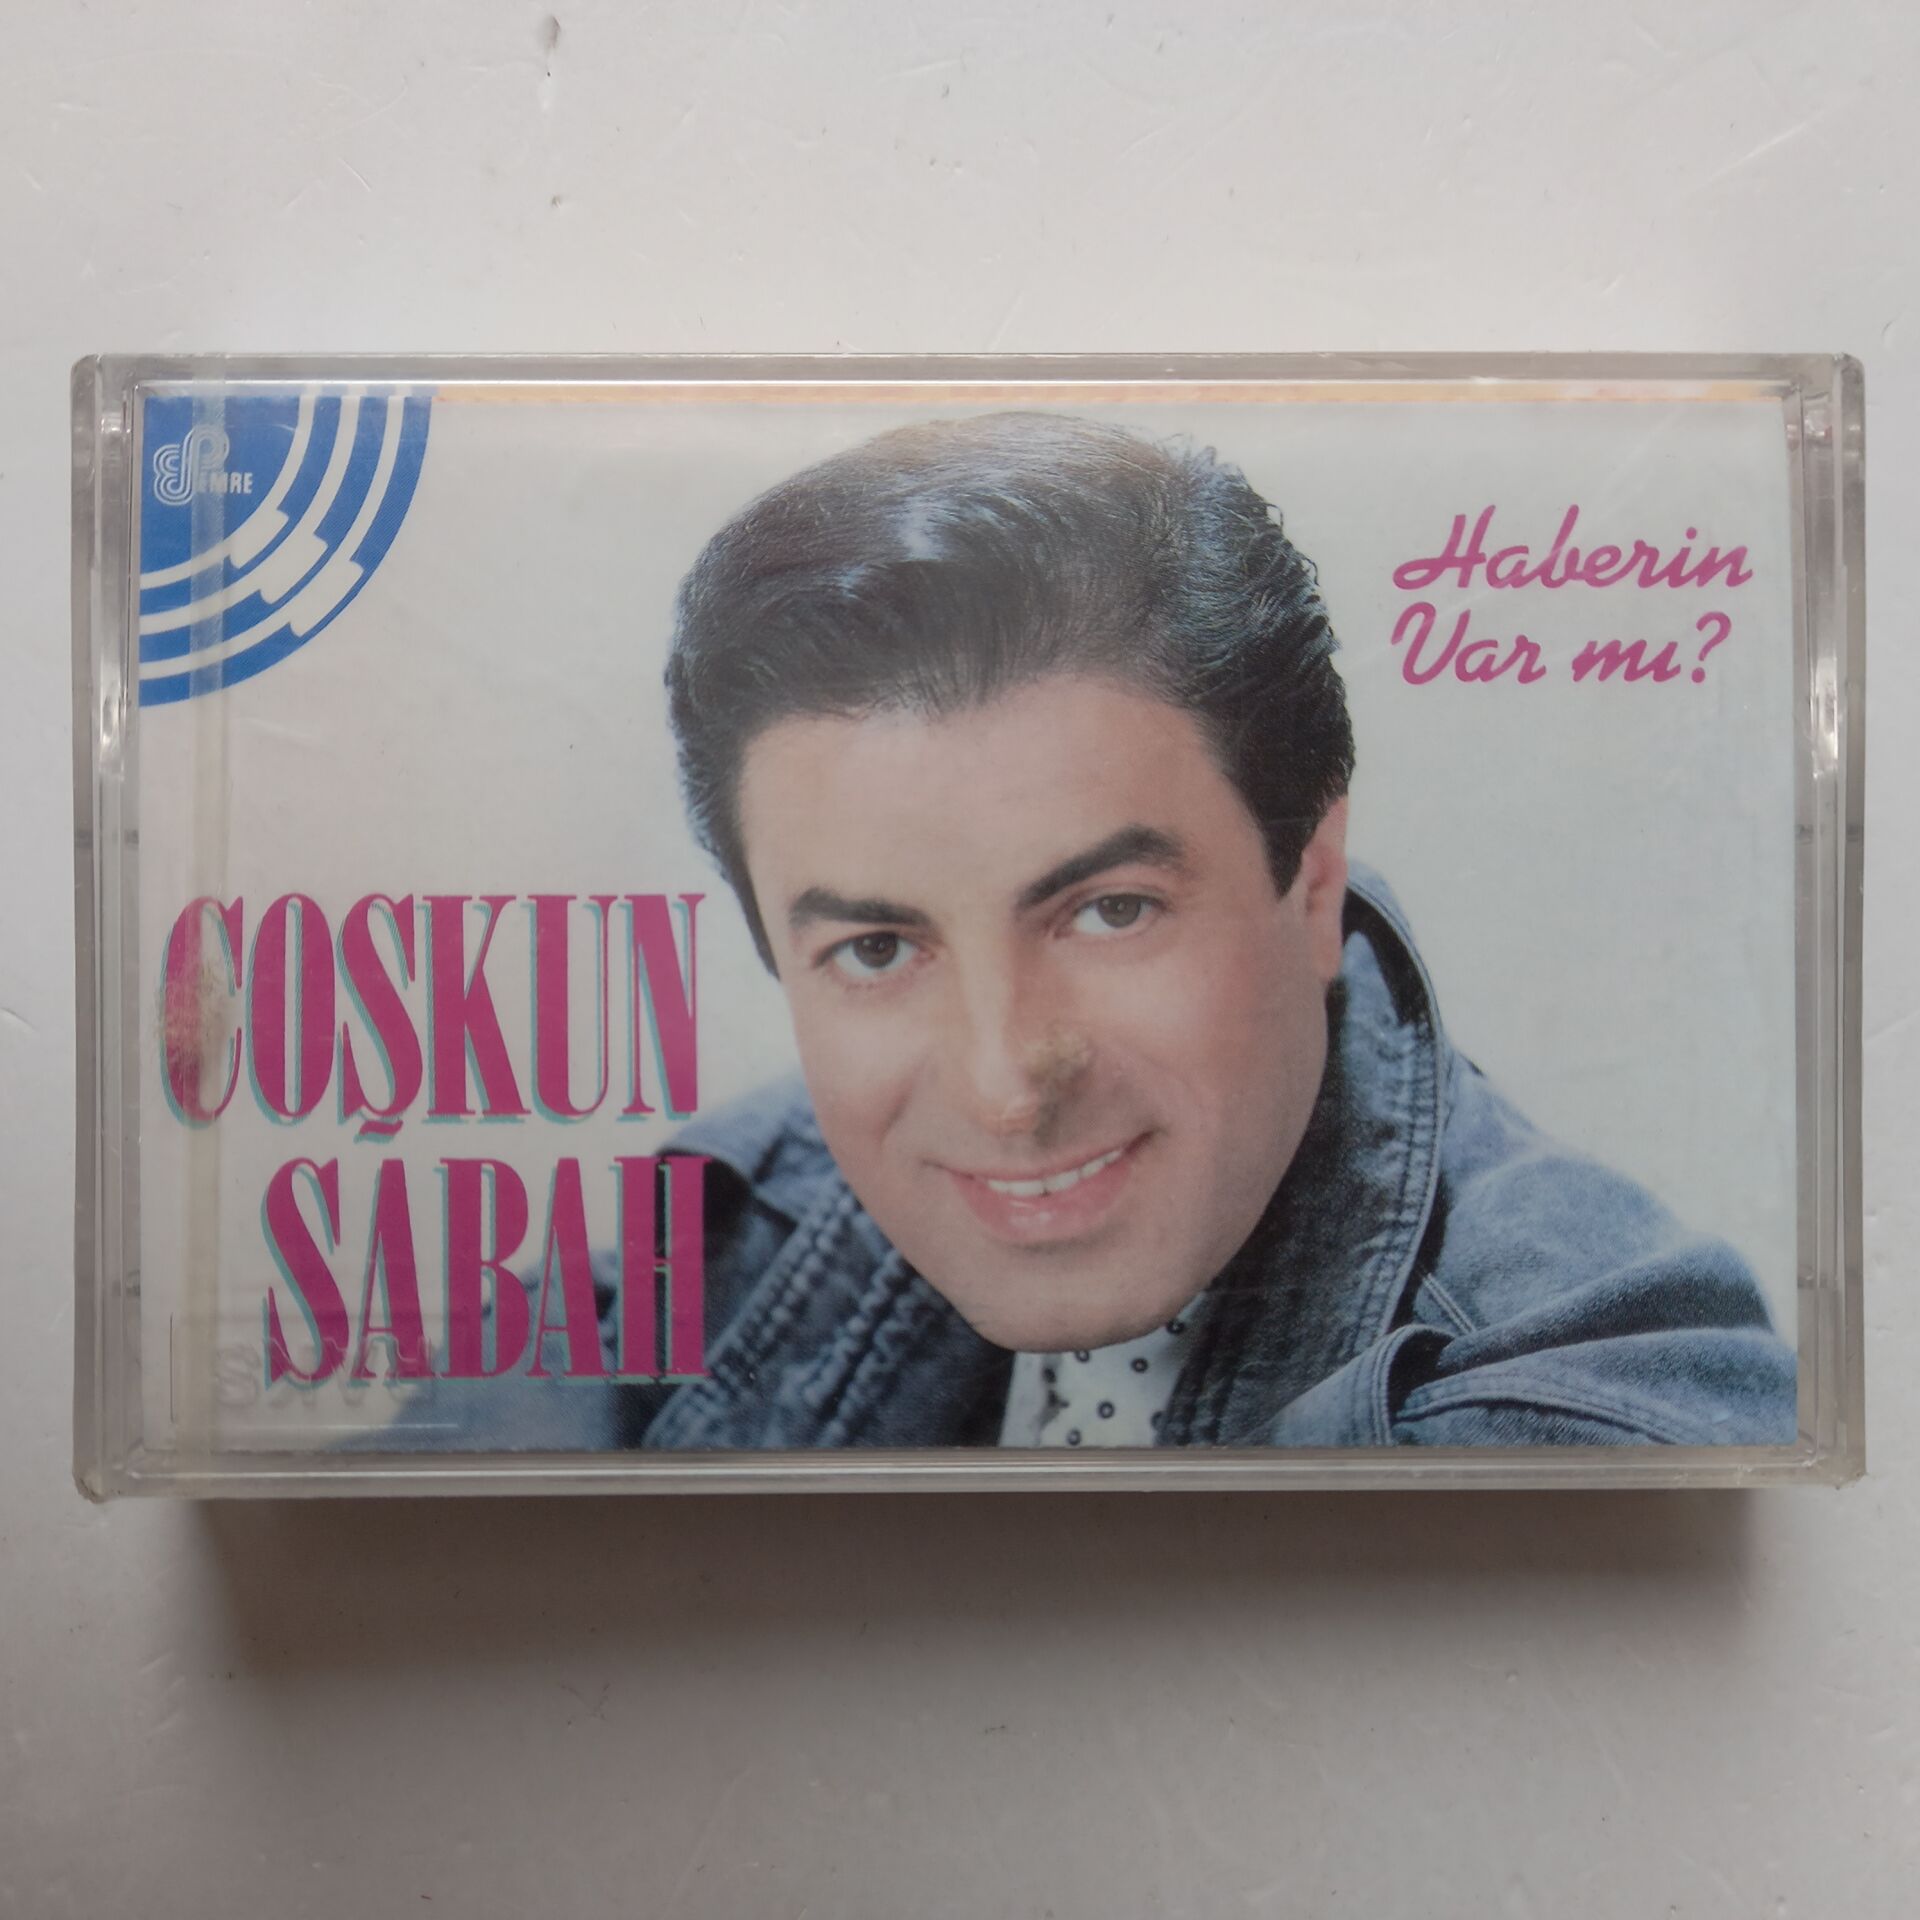 EMRE
Haberin
Var mı?
COŞKUN
SABAH